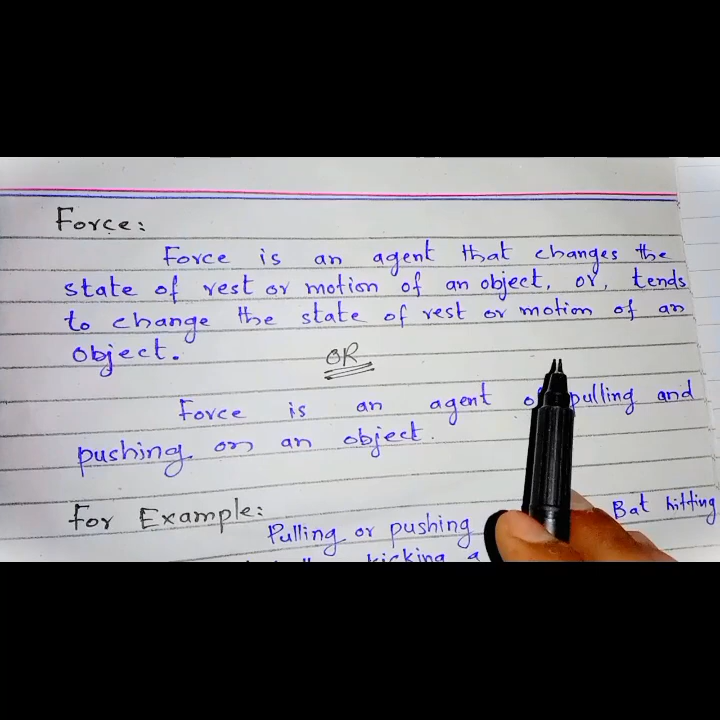 Force:
Force is an agent that changes the
state of rest or motion of an object, or, tends
to change the state of rest or motion of an
object.
OR
Force is an agent of pulling and
pushing on an object.
For Example:
Pulling or pushing Bat hitting
kicking a